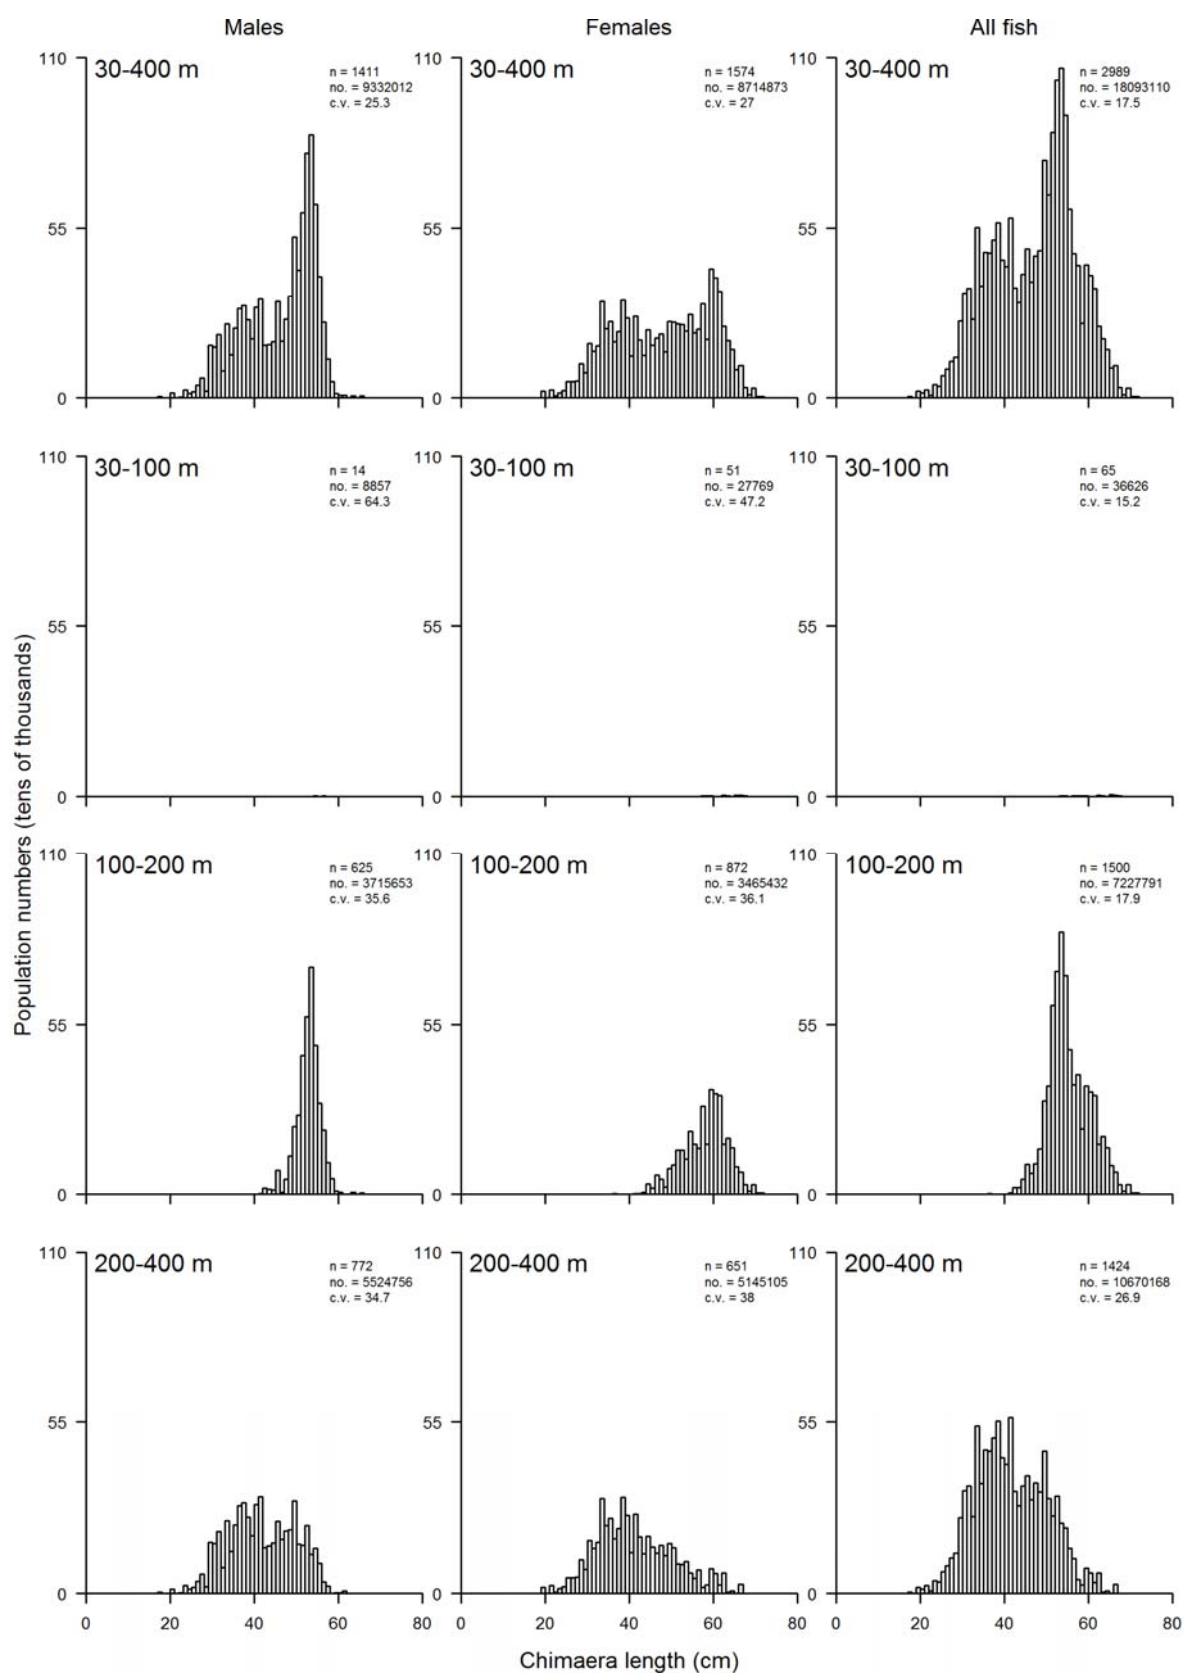 Males Females All fish
110 30-400 m n = 1411 110 30-400 m n = 1574 110 30-400 m n = 2989
no. = 9332012 no. = 8714873 no. = 18093110
c.v. = 25.3 c.v. = 27 c.v. = 17.5
55 55 55
0 0 0
110 30-100 m n = 14 110 30-100 m n = 51 110 30-100 m n = 65
no. = 8857 no. = 27769 no. = 36626
c.v. = 64.3 c.v. = 47.2 c.v. = 15.2
55 55 55
Population numbers (tens of thousands)
0 0 0
110 100-200 m n = 625 110 100-200 m n = 872 110 100-200 m n = 1500
no. = 3715653 no. = 3465432 no. = 7227791
c.v. = 35.6 c.v. = 36.1 c.v. = 17.9
55 55 55
0 0 0
110 200-400 m n = 772 110 200-400 m n = 651 110 200-400 m n = 1424
no. = 5524756 no. = 5145105 no. = 10670168
c.v. = 34.7 c.v. = 38 c.v. = 26.9
55 55 55
0 0 0
0 20 40 60 80 0 20 40 60 80 0 20 40 60 80
Chimaera length (cm)